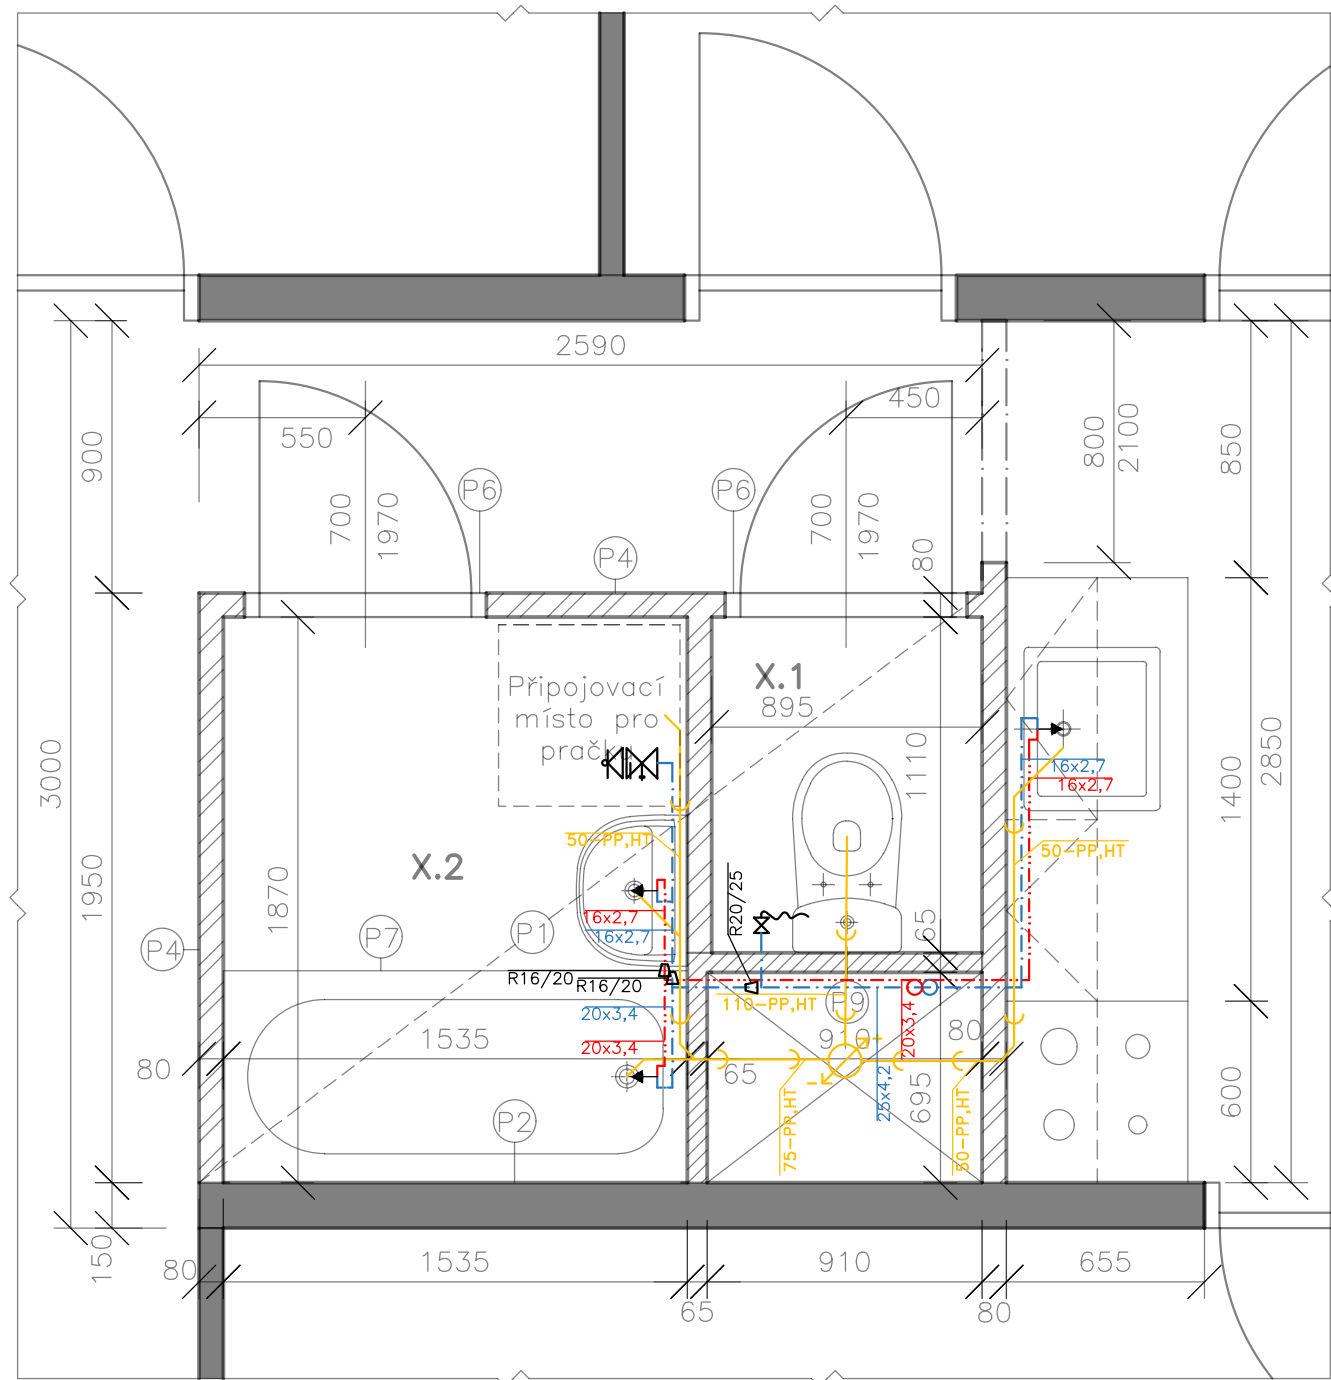 2590
450
550
800
2100
850
900
700
1970
P6
P6
700
1970
P4
80
Připojovací
místo pro
pračk
X.1
895
1110
3000
1950
1870
X.2
50-PP,HT
16x2,7
16x2,7
16x2,7
16x2,7
50-PP,HT
1400
2850
P4
P7
P1
R20/25
65
R16/20
R16/20
20x3,4
20x3,4
110-PP,HT
P9
910
20x3,4
80
25x4,2
695
1535
80
65
75-PP,HT
50-PP,HT
P2
600
150
80
1535
65
910
80
655